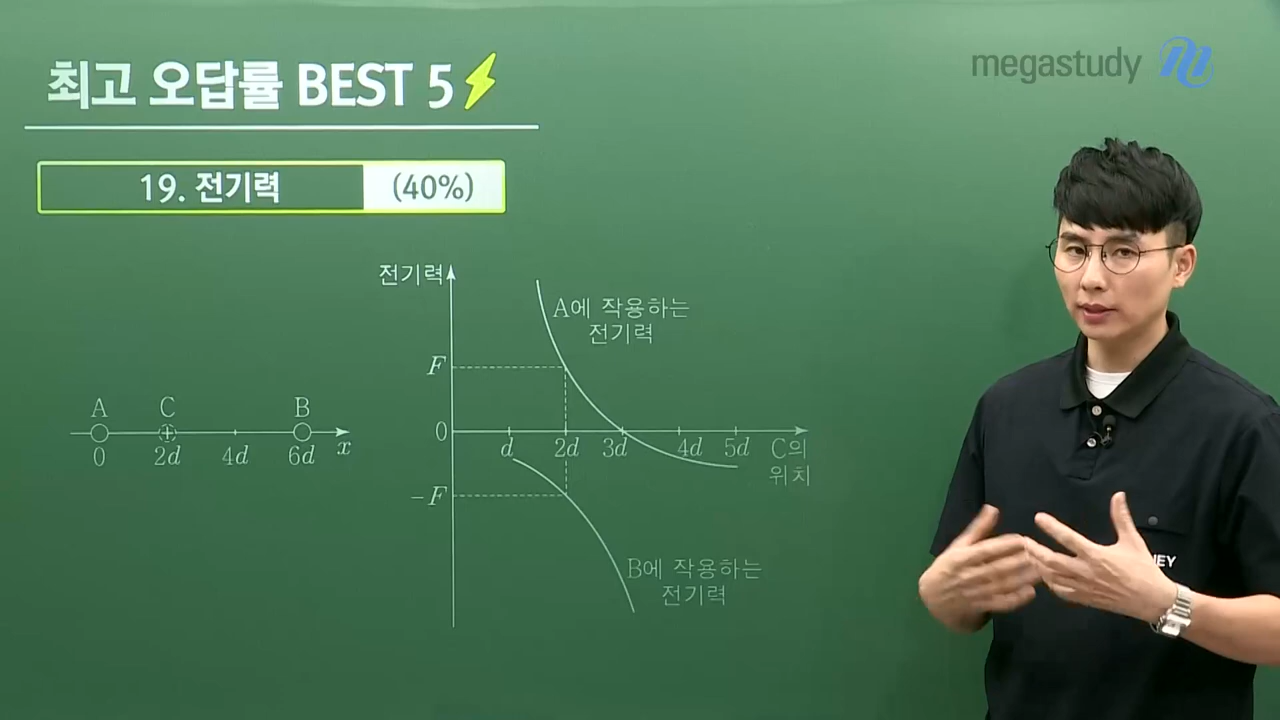 최고 오답률 BEST 5
megastudy
19. 전기력 (40%)
전기력
A에 작용하는
전기력
F
A C B
0 2d 4d 6d x
0 d 2d 3d 4d 5d C의
위치
-F
B에 작용하는
전기력